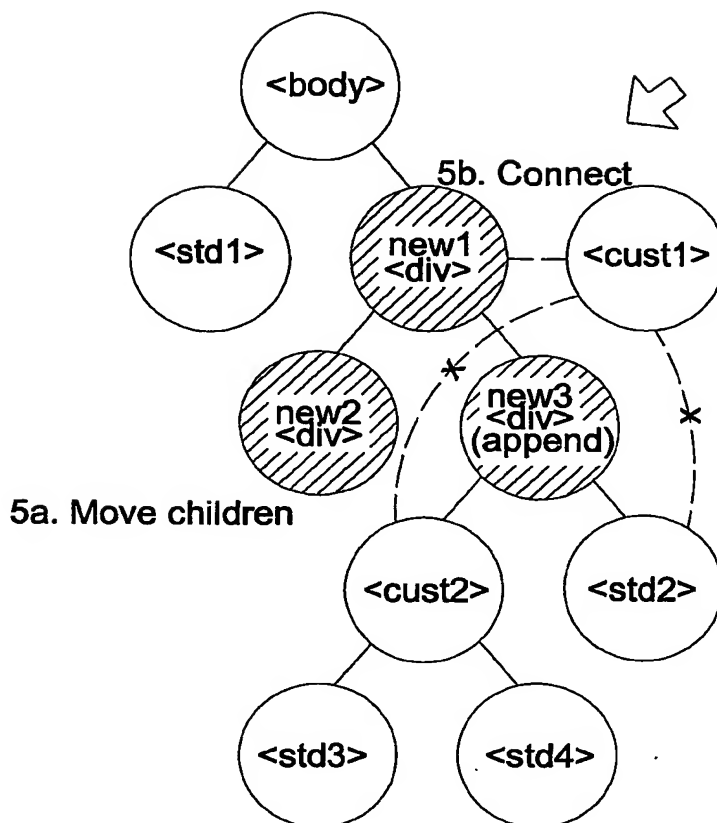 <body>
5b. Connect
<std1>
new1
<div>
<cust1>
new2
<div>
new3
<div>
(append)
5a. Move children
<cust2>
<std2>
<std3>
<std4>